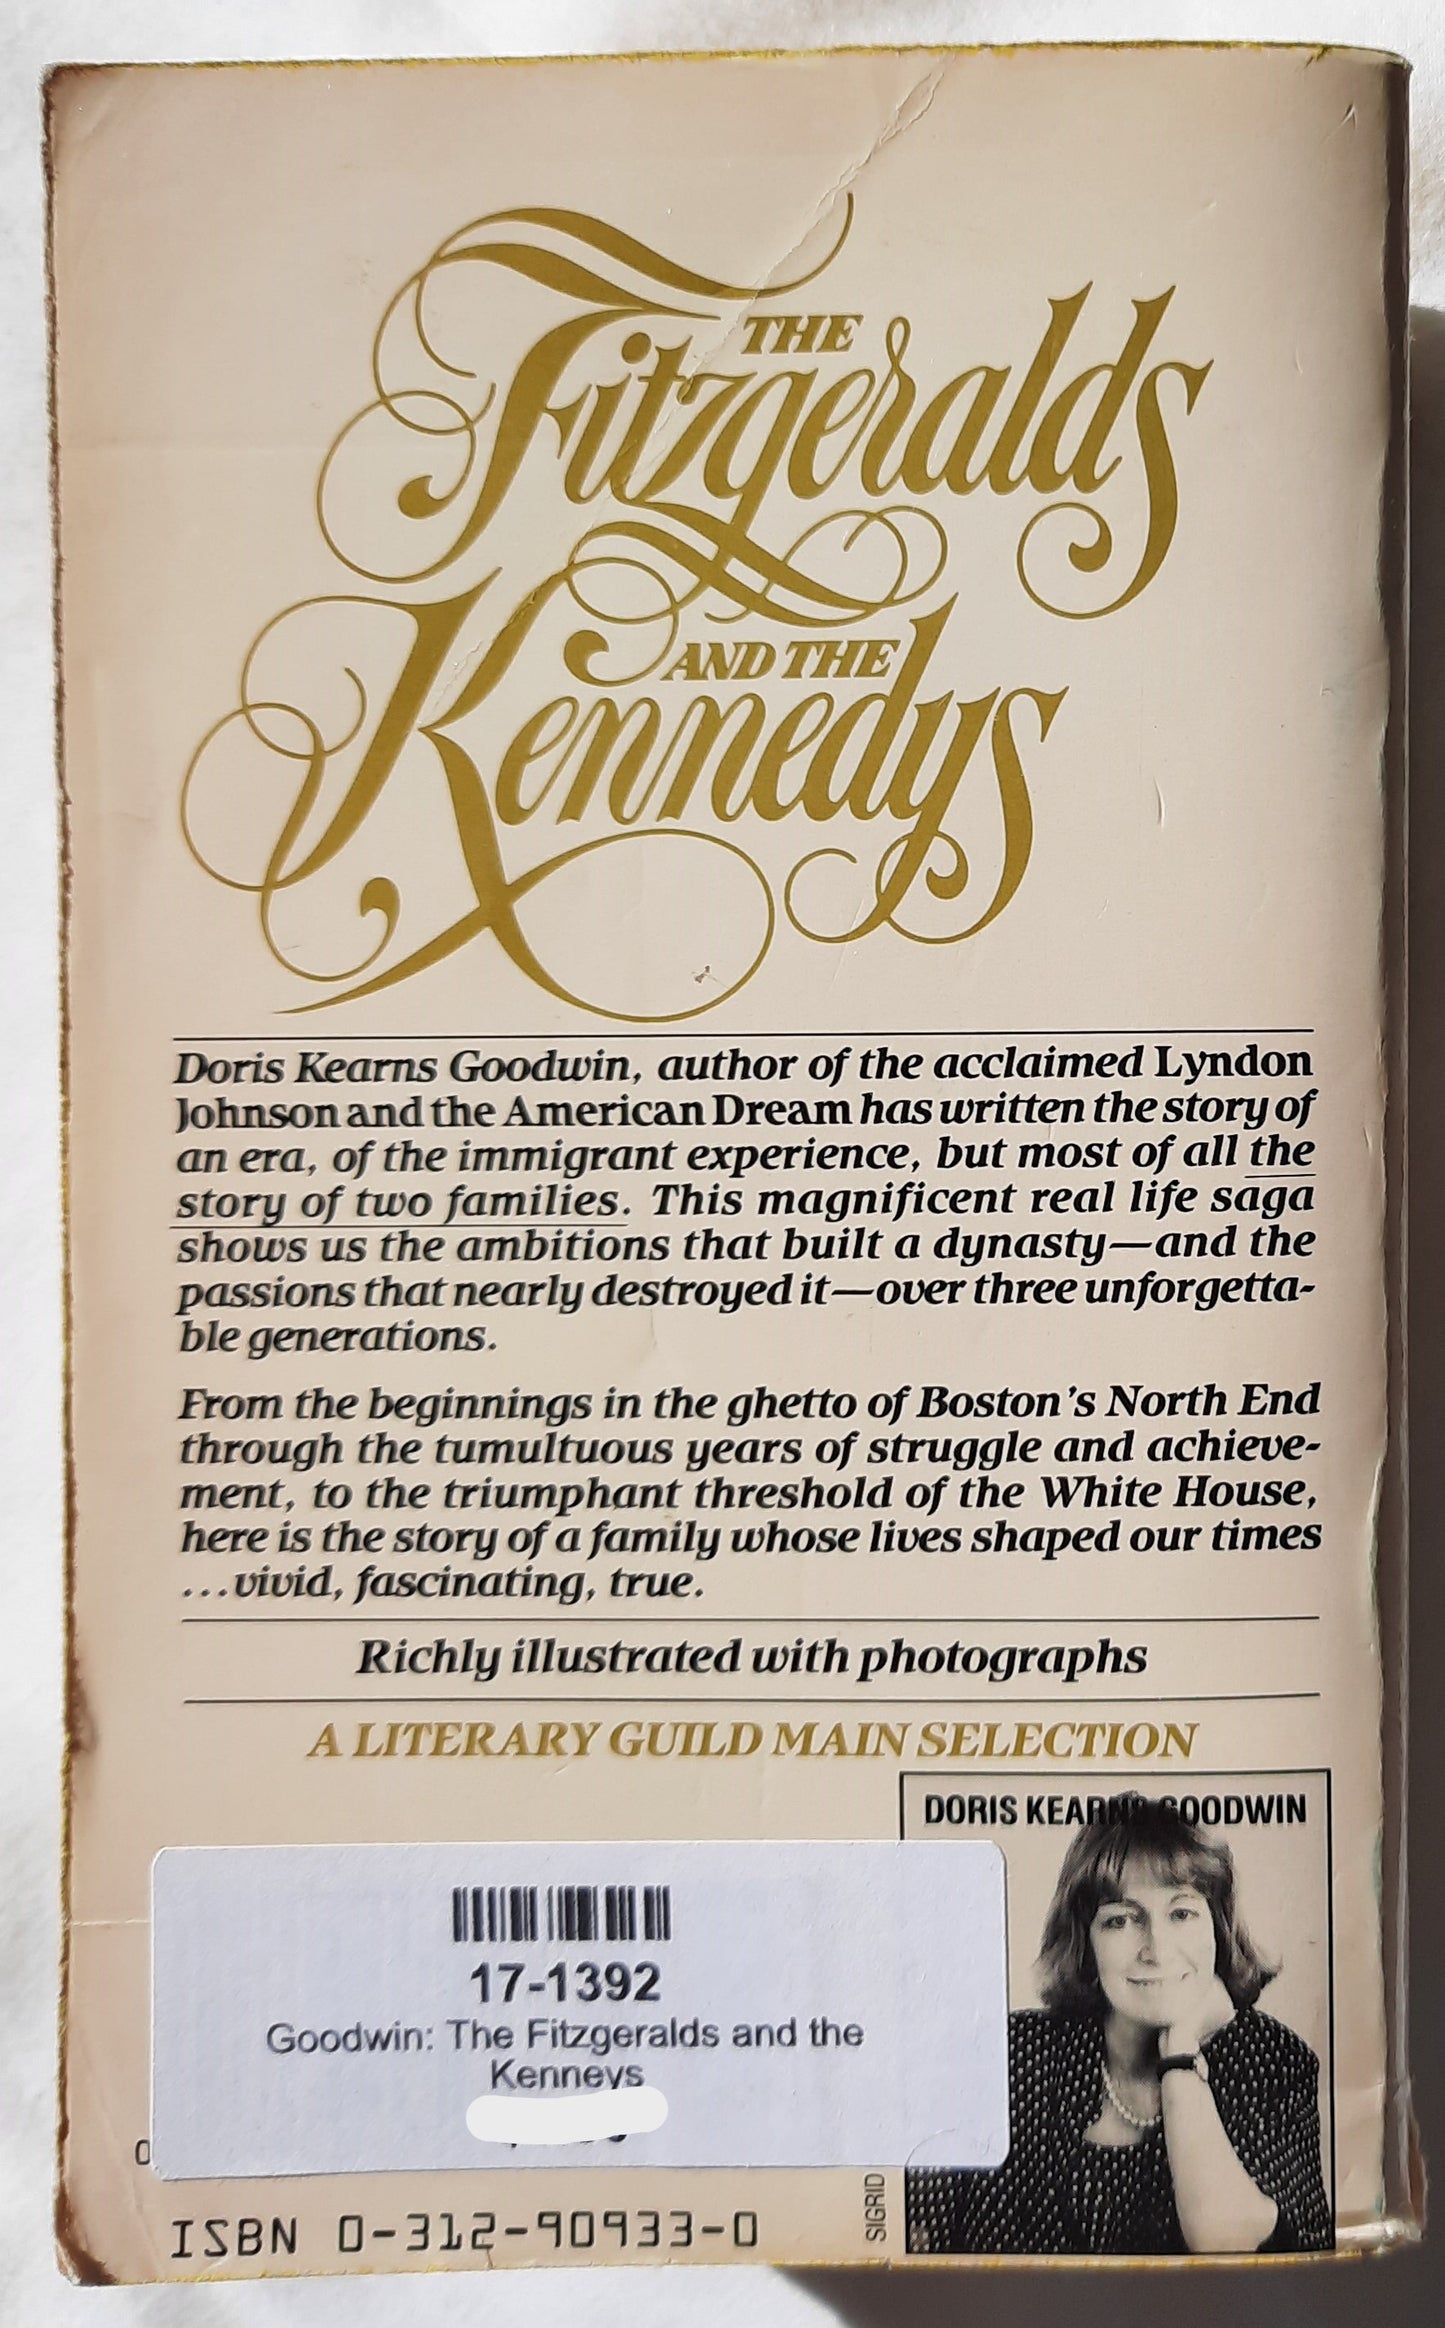 THE
Fitzgeralds
AND THE
Kennedys
Doris Kearns Goodwin, author of the acclaimed Lyndon
Johnson and the American Dream has written the story of
an era, of the immigrant experience, but most of all the
story of two families. This magnificent real life saga
shows us the ambitions that built a dynasty—and the
passions that nearly destroyed it—over three unforgetta-
ble generations.
From the beginnings in the ghetto of Boston's North End
through the tumultuous years of struggle and achieve-
ment, to the triumphant threshold of the White House,
here is the story of a family whose lives shaped our times
...vivid, fascinating, true.
Richly illustrated with photographs
A LITERARY GUILD MAIN SELECTION
DORIS KEARNS GOODWIN
17-1392
Goodwin: The Fitzgeralds and the
Kenneys
SIGRID
ISBN 0-312-90933-0